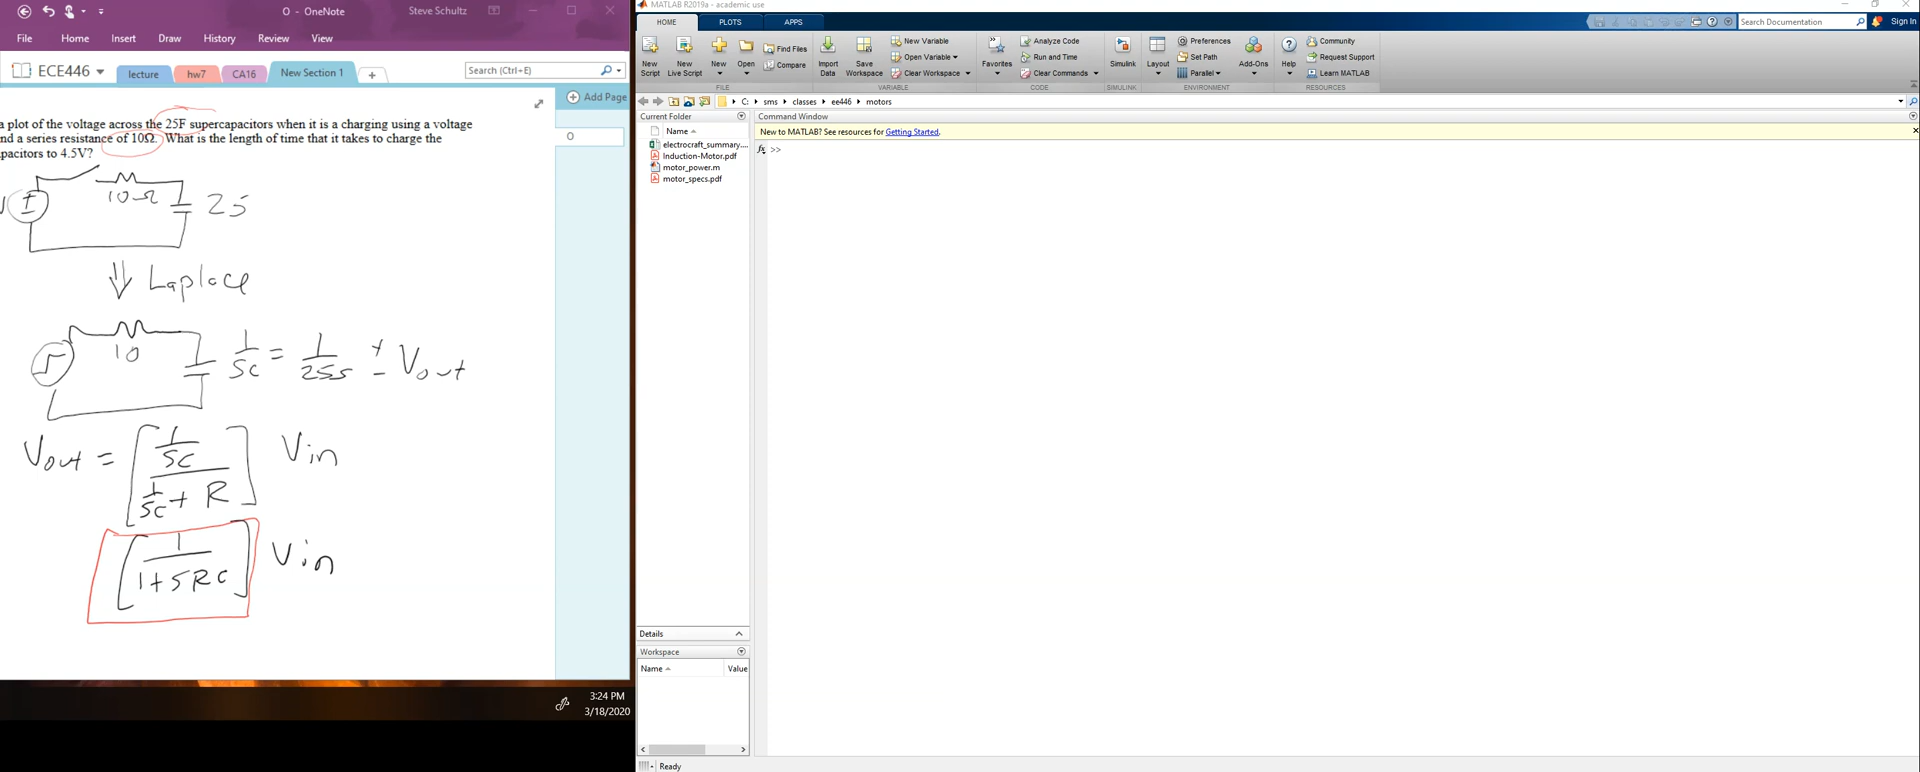 O - OneNote
Steve Schultz
File Home Insert Draw History Review View
ECE446 lecture hw7 CA16 New Section 1 +
Search (Ctrl+E)
Add Page
O
a plot of the voltage across the 25F supercapacitors when it is a charging using a voltage
nd a series resistance of 10Ω. What is the length of time that it takes to charge the
pacitors to 4.5V?
10Ω 25
Laplace
10 1/SC = 1/25s + - Vout
Vout = [ 1/SC / 1/SC + R ] Vin
[ 1 / 1+SRC ] Vin
3:24 PM
3/18/2020
MATLAB R2019a - academic use
HOME PLOTS APPS
Search Documentation
Sign In
New Script
New Live Script
New
Open
Find Files
Compare
Import Data
Save Workspace
New Variable
Open Variable
Clear Workspace
Favorites
Analyze Code
Run and Time
Clear Commands
Simulink
Layout
Preferences
Set Path
Parallel
Add-Ons
Help
Community
Request Support
Learn MATLAB
FILE VARIABLE CODE SIMULINK ENVIRONMENT RESOURCES
C: sms classes ee446 motors
Current Folder
Name
electrocraft_summary....
Induction-Motor.pdf
motor_power.m
motor_specs.pdf
Details
Workspace
Name Value
Command Window
New to MATLAB? See resources for Getting Started.
fx >>
Ready